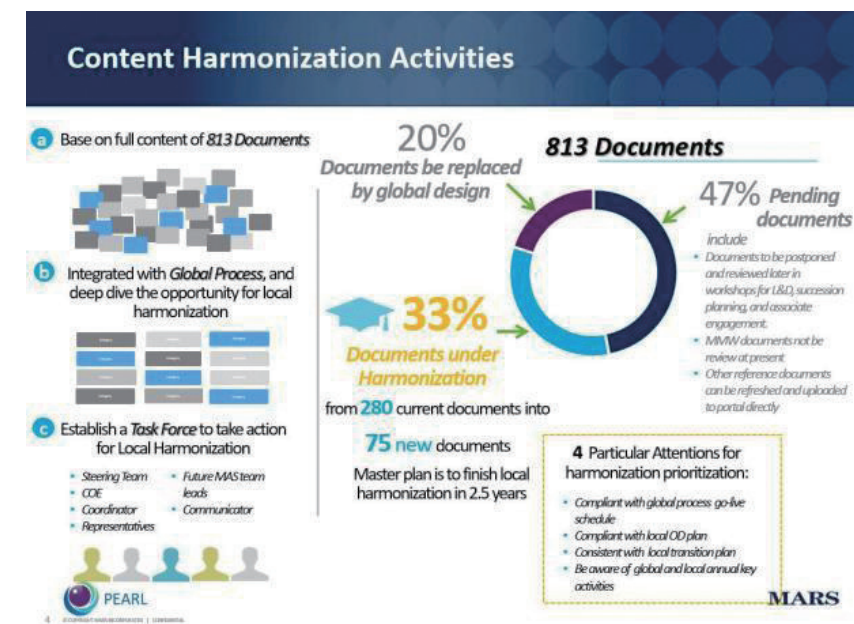 Content Harmonization Activities
a Base on full content of 813 Documents
b Integrated with Global Process, and
deep dive the opportunity for local
harmonization
c Establish a Task Force to take action
for Local Harmonization
• Steering Team
• COE
• Coordinator
• Representatives
• Future MAS team
leads
• Communicator
PEARL
4
20%
Documents be replaced
by global design
33%
Documents under
Harmonization
from 280 current documents into
75 new documents
Master plan is to finish local
harmonization in 2.5 years
813 Documents
47% Pending
documents
include
• Documents to be postponed
and reviewed later in
workshops for L&D, succession
planning, and associate
engagement.
• MMW documents not be
review at present
• Other reference documents
can be refreshed and uploaded
to portal directly
4 Particular Attentions for
harmonization prioritization:
• Compliant with global process go-live
schedule
• Compliant with local OD plan
• Consistent with local transition plan
• Be aware of global and local annual key
activities
MARS